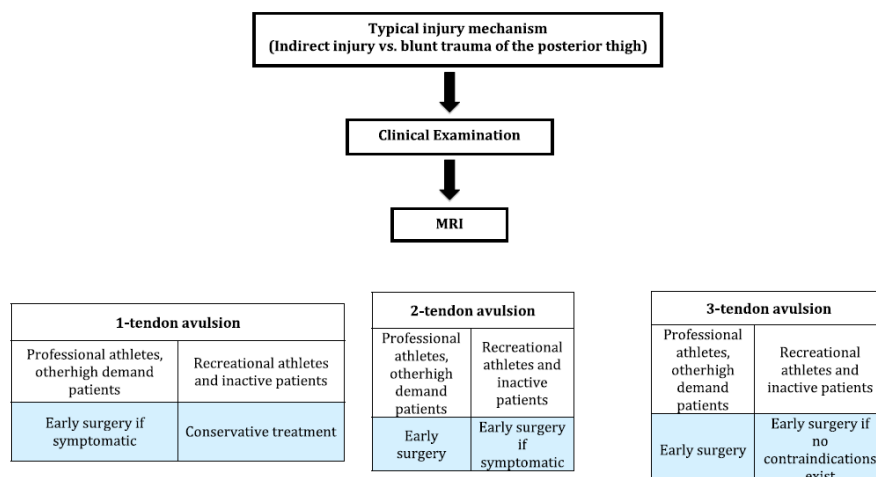 Typical injury mechanism
(Indirect injury vs. blunt trauma of the posterior thigh)
Clinical Examination
MRI
1-tendon avulsion
Professional athletes,
otherhigh demand
patients
Recreational athletes
and inactive patients
Early surgery if
symptomatic
Conservative treatment
2-tendon avulsion
Professional
athletes,
otherhigh
demand
patients
Recreational
athletes and
inactive
patients
Early
surgery
Early surgery
if
symptomatic
3-tendon avulsion
Professional
athletes,
otherhigh
demand
patients
Recreational
athletes and
inactive patients
Early surgery
Early surgery if
no
contraindications
exist